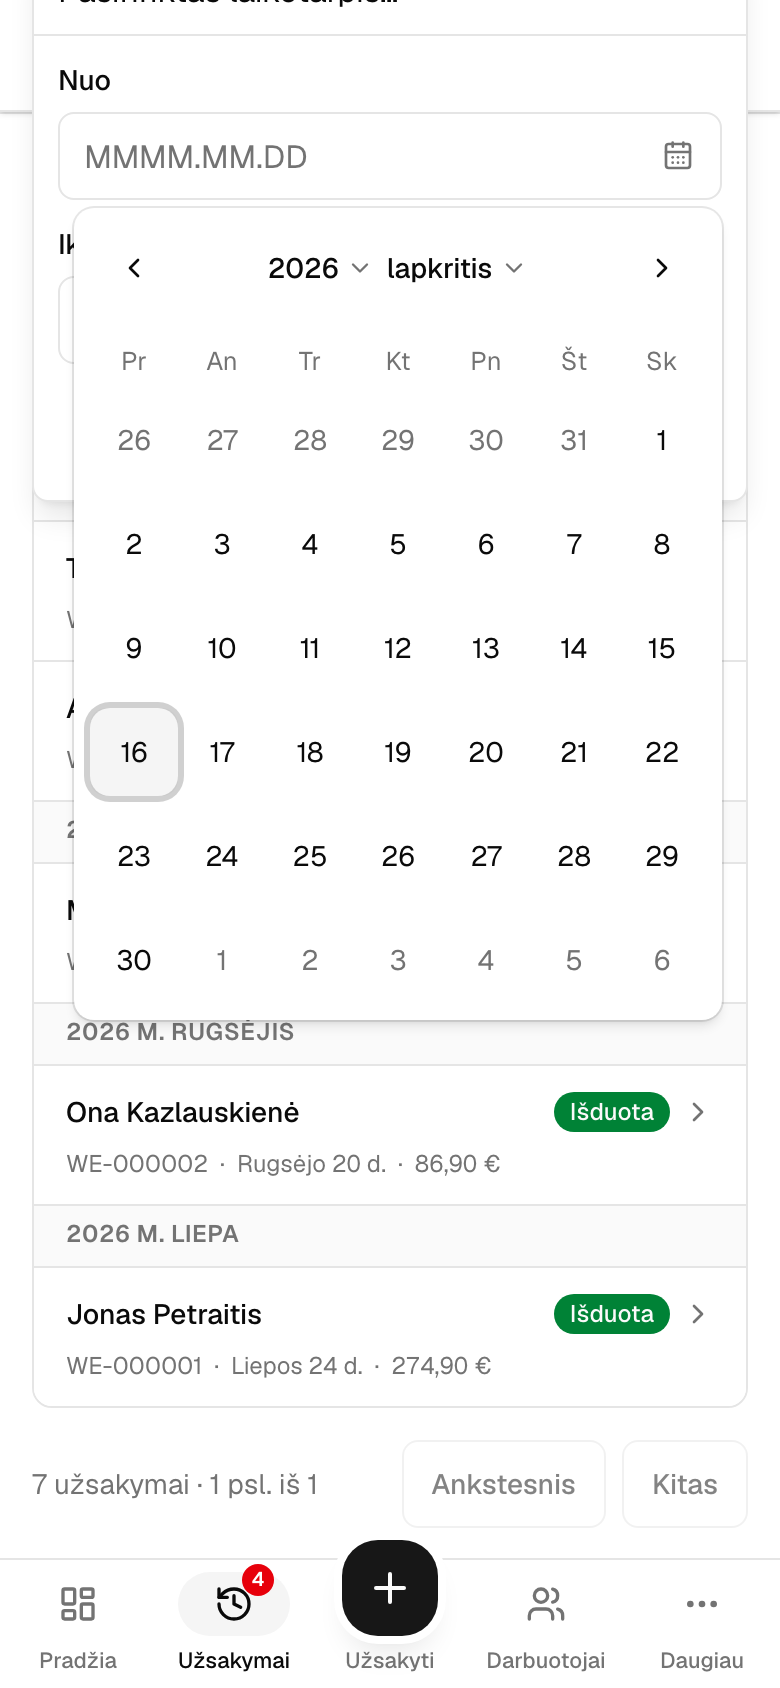 Pasirinktas laikotarpis...
Nuo
MMMM.MM.DD
2026 lapkritis
Pr An Tr Kt Pn Št Sk
26 27 28 29 30 31 1
2 3 4 5 6 7 8
9 10 11 12 13 14 15
16 17 18 19 20 21 22
23 24 25 26 27 28 29
30 1 2 3 4 5 6
2026 M. RUGSĖJIS
Ona Kazlauskienė Išduota
WE-000002 · Rugsėjo 20 d. · 86,90 €
2026 M. LIEPA
Jonas Petraitis Išduota
WE-000001 · Liepos 24 d. · 274,90 €
7 užsakymai · 1 psl. iš 1 Ankstesnis Kitas
4
Pradžia Užsakymai Užsakyti Darbuotojai Daugiau